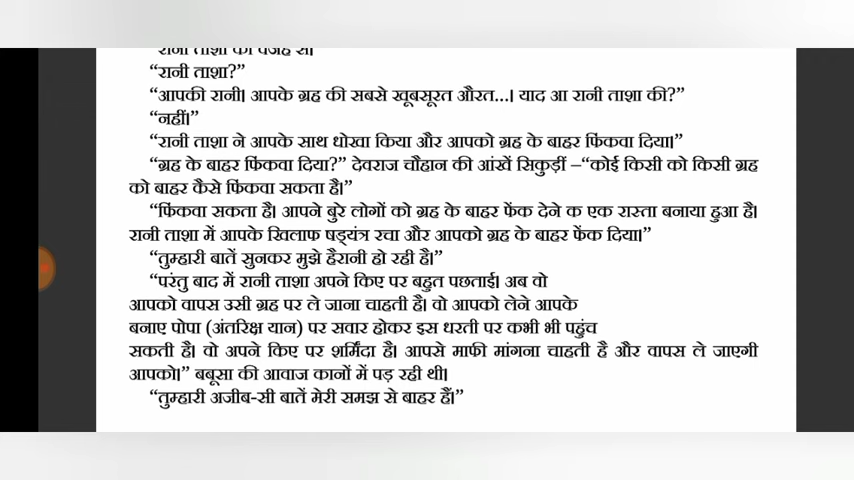 “रानी ताशा की वजह से।
“रानी ताशा?”
“आपकी रानी। आपके ग्रह की सबसे खूबसूरत औरत...। याद आ रानी ताशा की?”
“नहीं।”
“रानी ताशा ने आपके साथ धोखा किया और आपको ग्रह के बाहर फिंकवा दिया।”
“ग्रह के बाहर फिंकवा दिया?” देवराज चौहान की आंखें सिकुड़ीं –“कोई किसी को किसी ग्रह
को बाहर कैसे फिंकवा सकता है।”
“फिंकवा सकता है। आपने बुरे लोगों को ग्रह के बाहर फेंक देने क एक रास्ता बनाया हुआ है।
रानी ताशा में आपके खिलाफ षड्यंत्र रचा और आपको ग्रह के बाहर फेंक दिया।”
“तुम्हारी बातें सुनकर मुझे हैरानी हो रही है।”
“परंतु बाद में रानी ताशा अपने किए पर बहुत पछताई। अब वो
आपको वापस उसी ग्रह पर ले जाना चाहती है। वो आपको लेने आपके
बनाए पोपा (अंतरिक्ष यान) पर सवार होकर इस धरती पर कभी भी पहुंच
सकती है। वो अपने किए पर शर्मिंदा है। आपसे माफी मांगना चाहती है और वापस ले जाएगी
आपको।” बबूसा की आवाज कानों में पड़ रही थी।
“तुम्हारी अजीब-सी बातें मेरी समझ से बाहर हैं।”